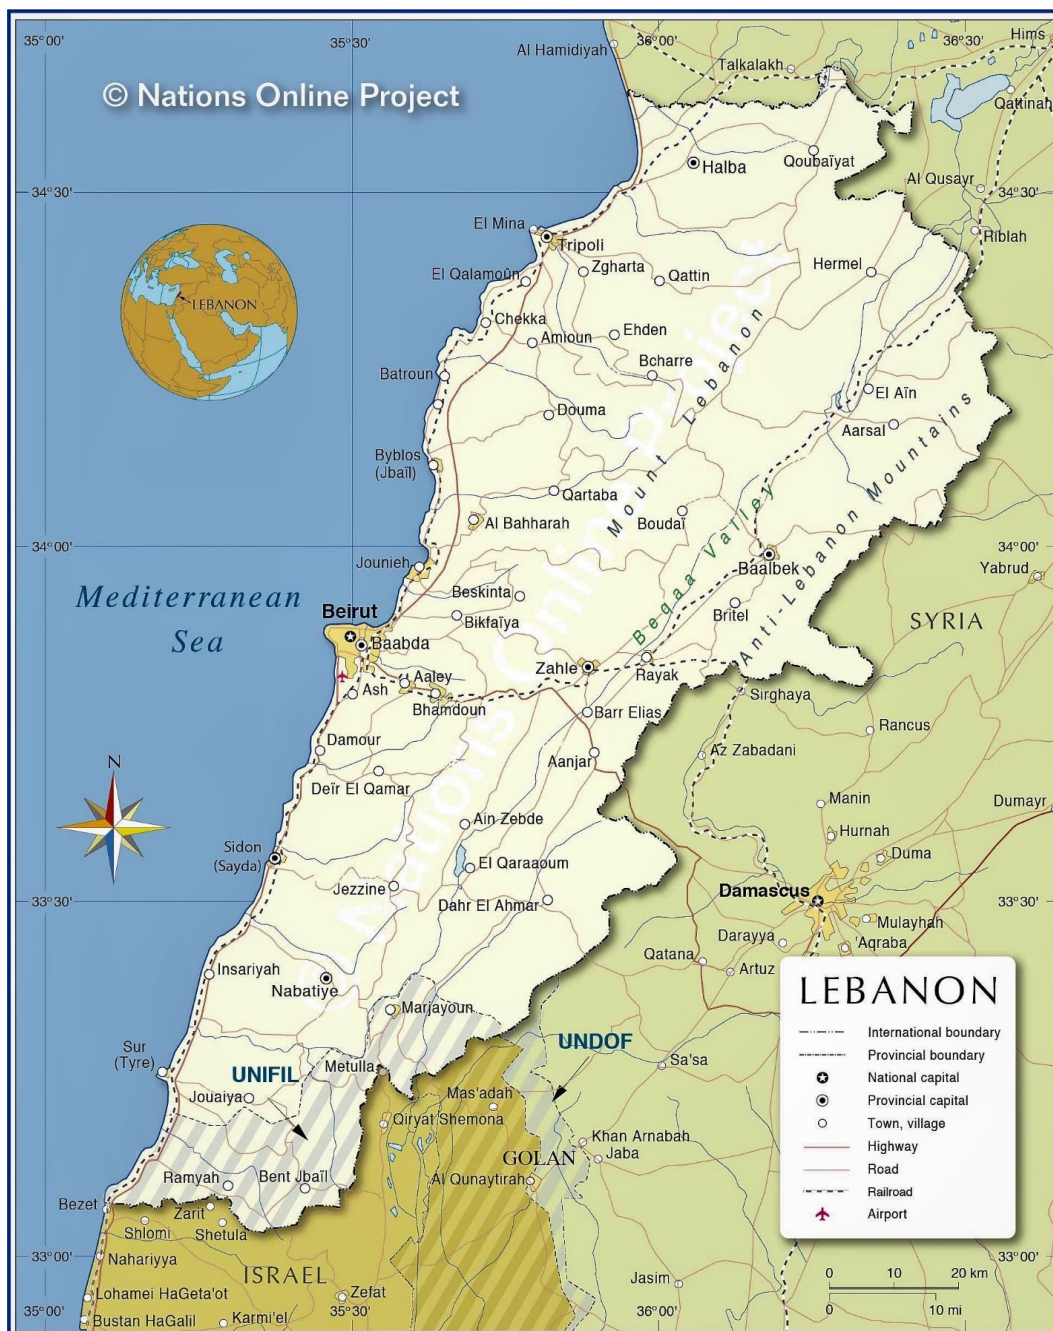 35°00'
35°30'
36°00'
36°30'
Hims
Al Hamidiyah
Talkalakh
© Nations Online Project
Qattinah
Halba
Qoubaïyat
Al Qusayr
34°30'
34°30'
El Mina
Tripoli
Riblah
Zgharta
Qattin
Hermel
El Qalamoûn
LEBANON
Chekka
Amioun
Ehden
Bcharre
Batroun
El Aïn
Douma
Aarsal
Byblos
(Jbaïl)
Qartaba
Mount Lebanon
Boudaï
Al Bahharah
Anti-Lebanon Mountains
Beqaa Valley
34°00'
34°00'
Jounieh
Baalbek
Yabrud
Mediterranean
Sea
Beskinta
Bikfaïya
Britel
Beirut
Baabda
SYRIA
Zahle
Rayak
Aaley
Ash
Bhamdoun
Sirghaya
Barr Elias
Rancus
Damour
Aanjar
Az Zabadani
N
Deïr El Qamar
Manin
Dumayr
Ain Zebde
Hurnah
Sidon
(Sayda)
El Qaraaoum
Duma
Jezzine
Dahr El Ahmar
Damascus
33°30'
33°30'
Mulayhah
Darayya
'Aqraba
Qatana
Artuz
Insariyah
Nabatiye
Marjayoun
© Nations Online Project
Sur
(Tyre)
UNIFIL
Metulla
UNDOF
Sa'sa
Jouaiya
Mas'adah
Qiryat Shemona
Khan Arnabah
Jaba
GOLAN
Ramyah
Bent Jbaïl
Al Qunaytirah
Bezet
Zarit
Shlomi
Shetula
33°00'
33°00'
Nahariyya
ISRAEL
Jasim
Lohamei HaGeta'ot
Zefat
Bustan HaGalil
Karmi'el
35°00'
35°30'
36°00'
LEBANON
International boundary
Provincial boundary
National capital
Provincial capital
Town, village
Highway
Road
Railroad
Airport
0 10 20 km
0 10 mi